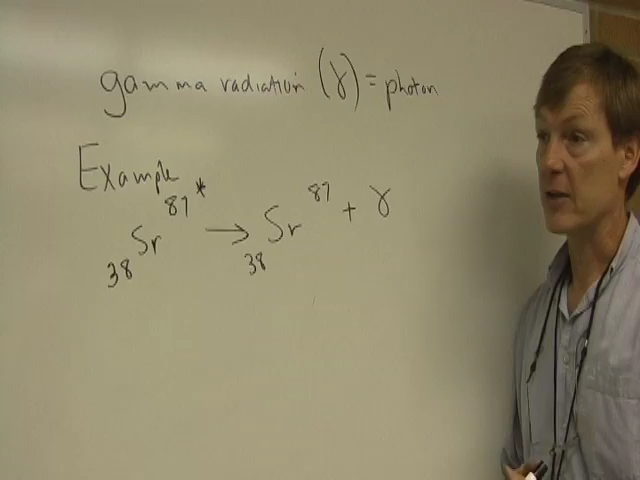 gamma radiation (γ) = photon
Example
38 Sr 87 * → 38 Sr 87 + γ